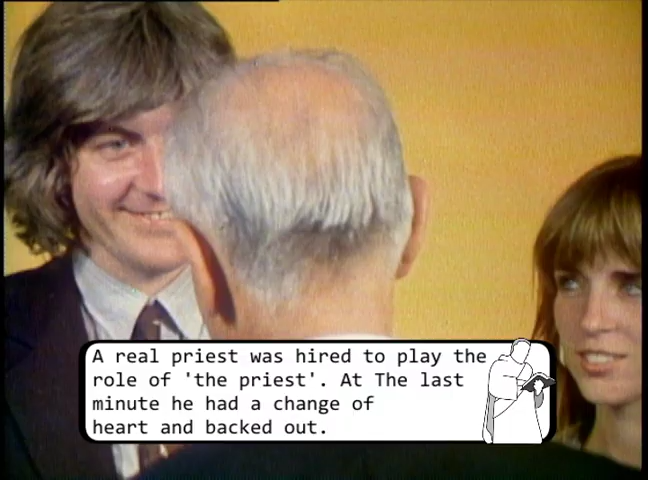 A real priest was hired to play the
role of 'the priest'. At The last
minute he had a change of
heart and backed out.